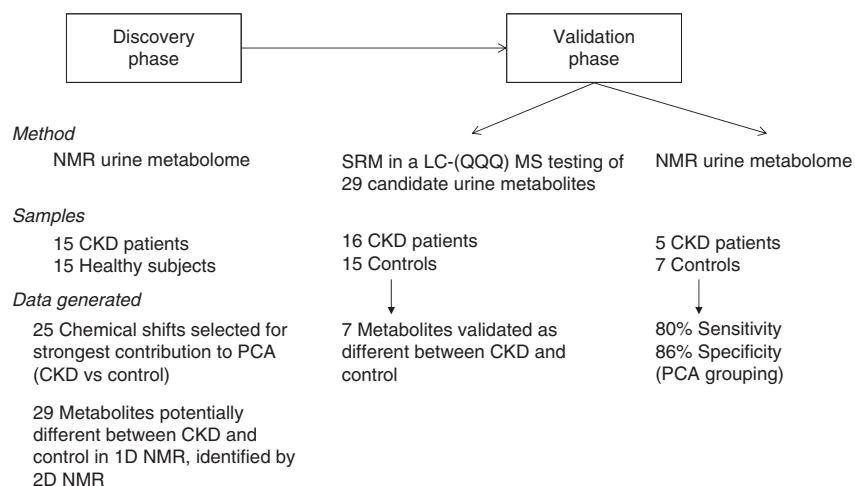 Discovery
phase
Validation
phase
Method
NMR urine metabolome
SRM in a LC-(QQQ) MS testing of
29 candidate urine metabolites
NMR urine metabolome
Samples
15 CKD patients
15 Healthy subjects
16 CKD patients
15 Controls
5 CKD patients
7 Controls
Data generated
25 Chemical shifts selected for
strongest contribution to PCA
(CKD vs control)
29 Metabolites potentially
different between CKD and
control in 1D NMR, identified by
2D NMR
7 Metabolites validated as
different between CKD and
control
80% Sensitivity
86% Specificity
(PCA grouping)